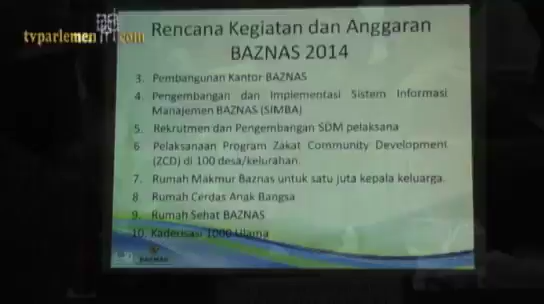 tvparlemen.com
Rencana Kegiatan dan Anggaran
BAZNAS 2014
3. Pembangunan Kantor BAZNAS
4. Pengembangan dan Implementasi Sistem Informasi
Manajemen BAZNAS (SIMBA)
5. Rekrutmen dan Pengembangan SDM pelaksana
6 Pelaksanaan Program Zakat Community Development
(ZCD) di 100 desa/kelurahan.
7. Rumah Makmur Baznas untuk satu juta kepala keluarga.
8 Rumah Cerdas Anak Bangsa
9. Rumah Sehat BAZNAS
10. Kaderisasi 1000 Ulama
BAZNAS